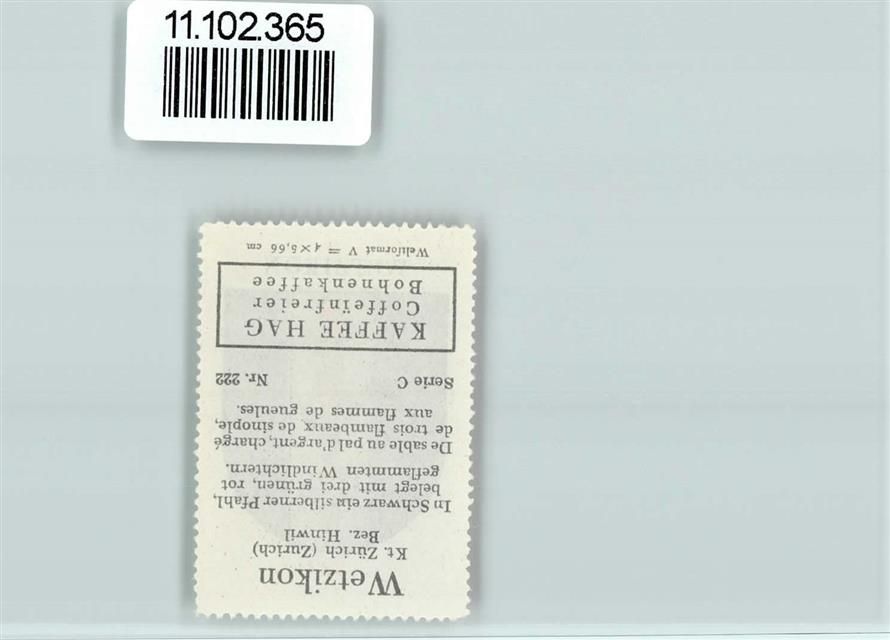 11.102.365
Wetzikon
Kt. Zürich (Zurich)
Bez. Hinwil
In Schwarz ein silberner Pfahl,
belegt mit drei grünen, rot
geflammten Windlichtern.
De sable au pal d'argent, chargé
de trois flambeaux de sinople,
aux flammes de gueules.
Serie C Nr. 222
KAFFEE HAG
Coffeïnfreier
Bohnenkaffee
Weltformat V = 4 × 5,66 cm